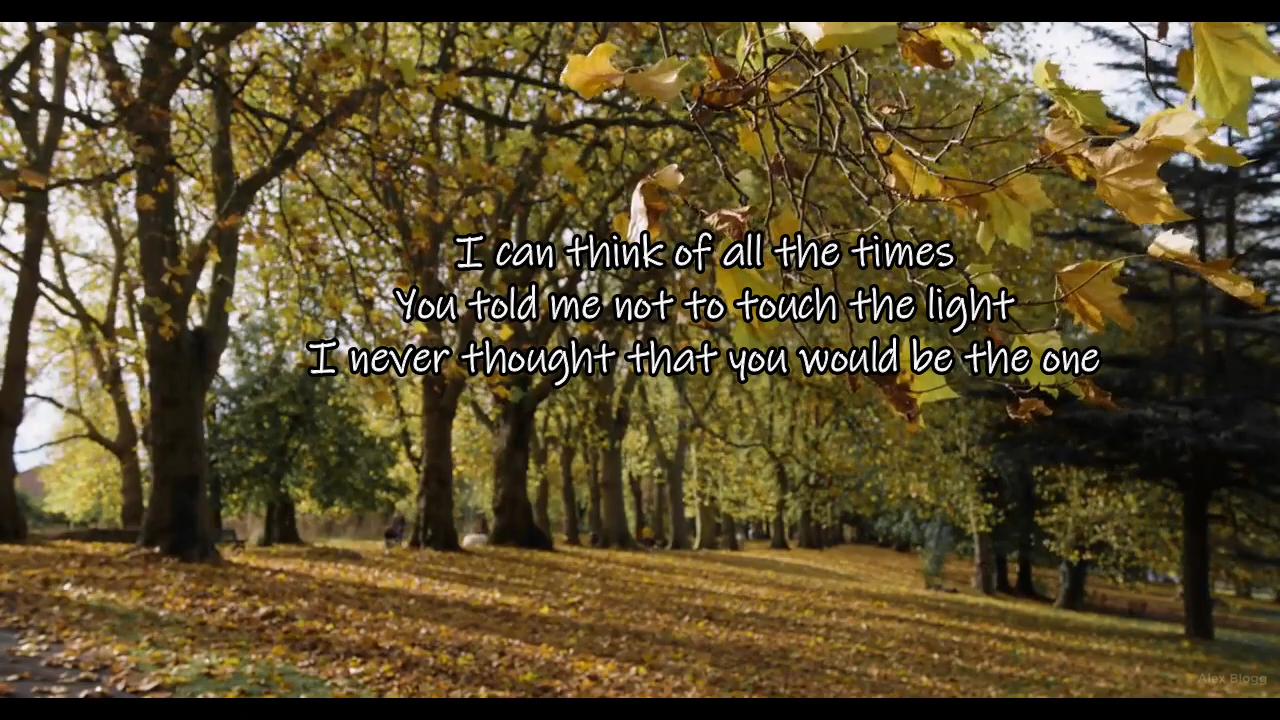 I can think of all the times
You told me not to touch the light
I never thought that you would be the one
Alex Blogg